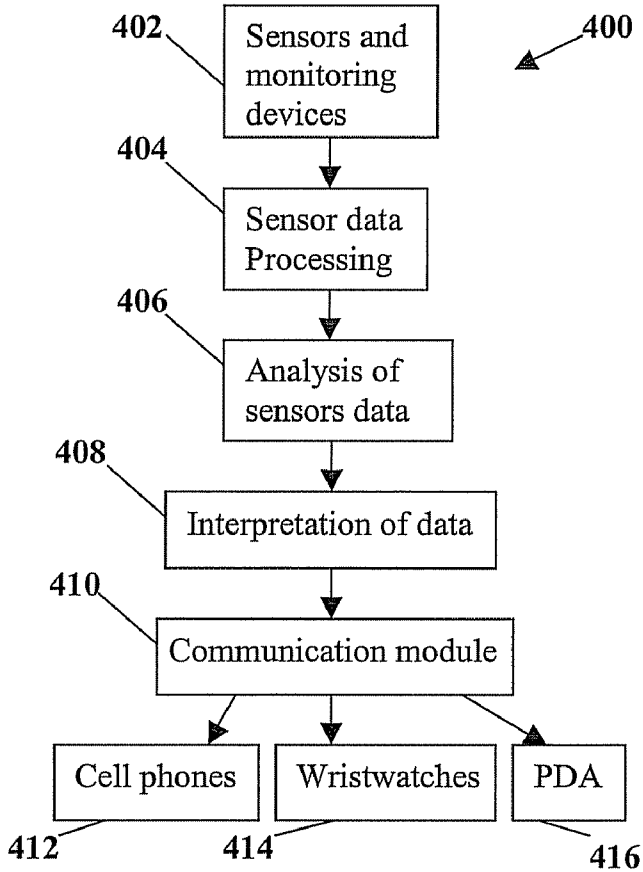 402
Sensors and
monitoring
devices
400
404
Sensor data
Processing
406
Analysis of
sensors data
408
Interpretation of data
410
Communication module
Cell phones
Wristwatches
PDA
412
414
416